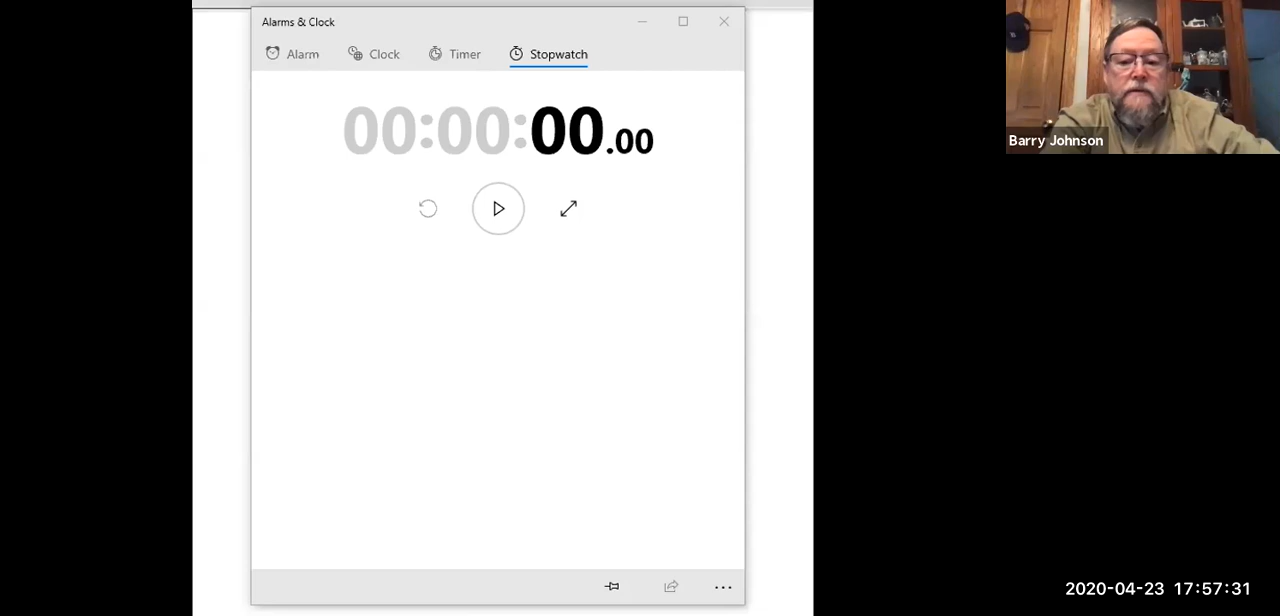 Alarms & Clock
Alarm Clock Timer Stopwatch
00:00:00.00
Barry Johnson
2020-04-23 17:57:31